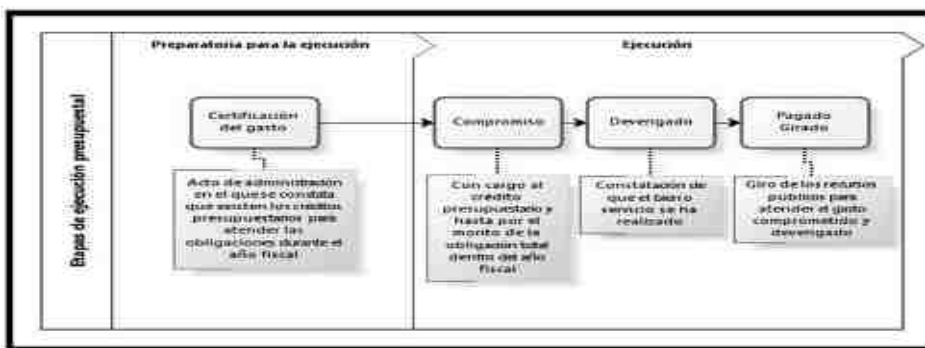 Preparatoria para la ejecución
Ejecución
Etapas de ejecución presupuestal
Certificación
del gasto
Compromiso
Devengado
Pagado
Girado
Acto de administración
en el que se constata
que existen los créditos
presupuestarios para
atender las
obligaciones durante el
año fiscal
Con cargo al
crédito
presupuestario y
hasta por el
monto de la
obligación total
dentro del año
fiscal
Constatación de
que el bien o
servicio se ha
realizado
Giro de los recursos
públicos para
atender el gasto
comprometido y
devengado